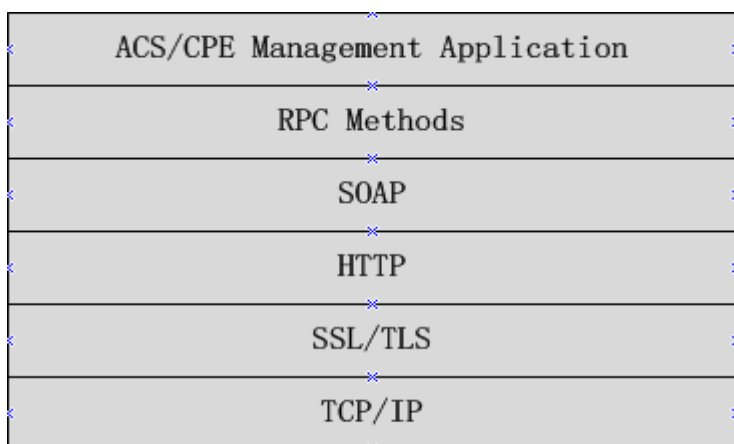 ACS/CPE Management Application
RPC Methods
SOAP
HTTP
SSL/TLS
TCP/IP